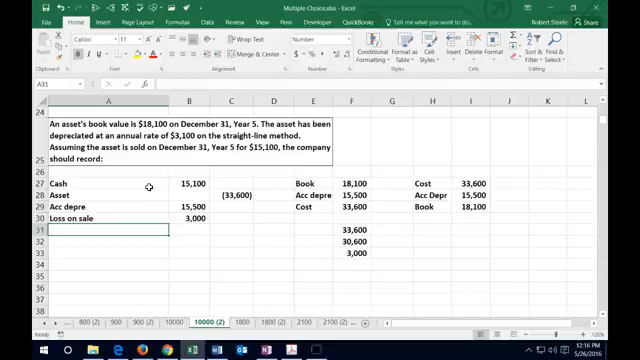 Multiple Choice.xlsx - Excel
File Home Insert Page Layout Formulas Data Review View Developer QuickBooks Tell me what you want to do Robert Steele Share
Calibri 11
Wrap Text
General
Paste
Merge & Center
Conditional Formatting Format as Table Cell Styles
Insert Delete Format
Sort & Filter Find & Select
Clipboard Font Alignment Number Styles Cells Editing
A31
A B C D E F G H I J K L
24
An asset's book value is $18,100 on December 31, Year 5. The asset has been
depreciated at an annual rate of $3,100 on the straight-line method.
Assuming the asset is sold on December 31, Year 5 for $15,100, the company
25 should record:
26
27 Cash 15,100 Book 18,100 Cost 33,600
28 Asset (33,600) Acc depre 15,500 Acc Depr 15,500
29 Acc depre 15,500 Cost 33,600 Book 18,100
30 Loss on sale 3,000
31 33,600
32 30,600
33 3,000
34
35
36
37
38
800 (2) 900 900 (2) 10000 10000 (2) 1800 1800 (2) 2100 2100 (2)
Ready 120%
12:16 PM
5/26/2016